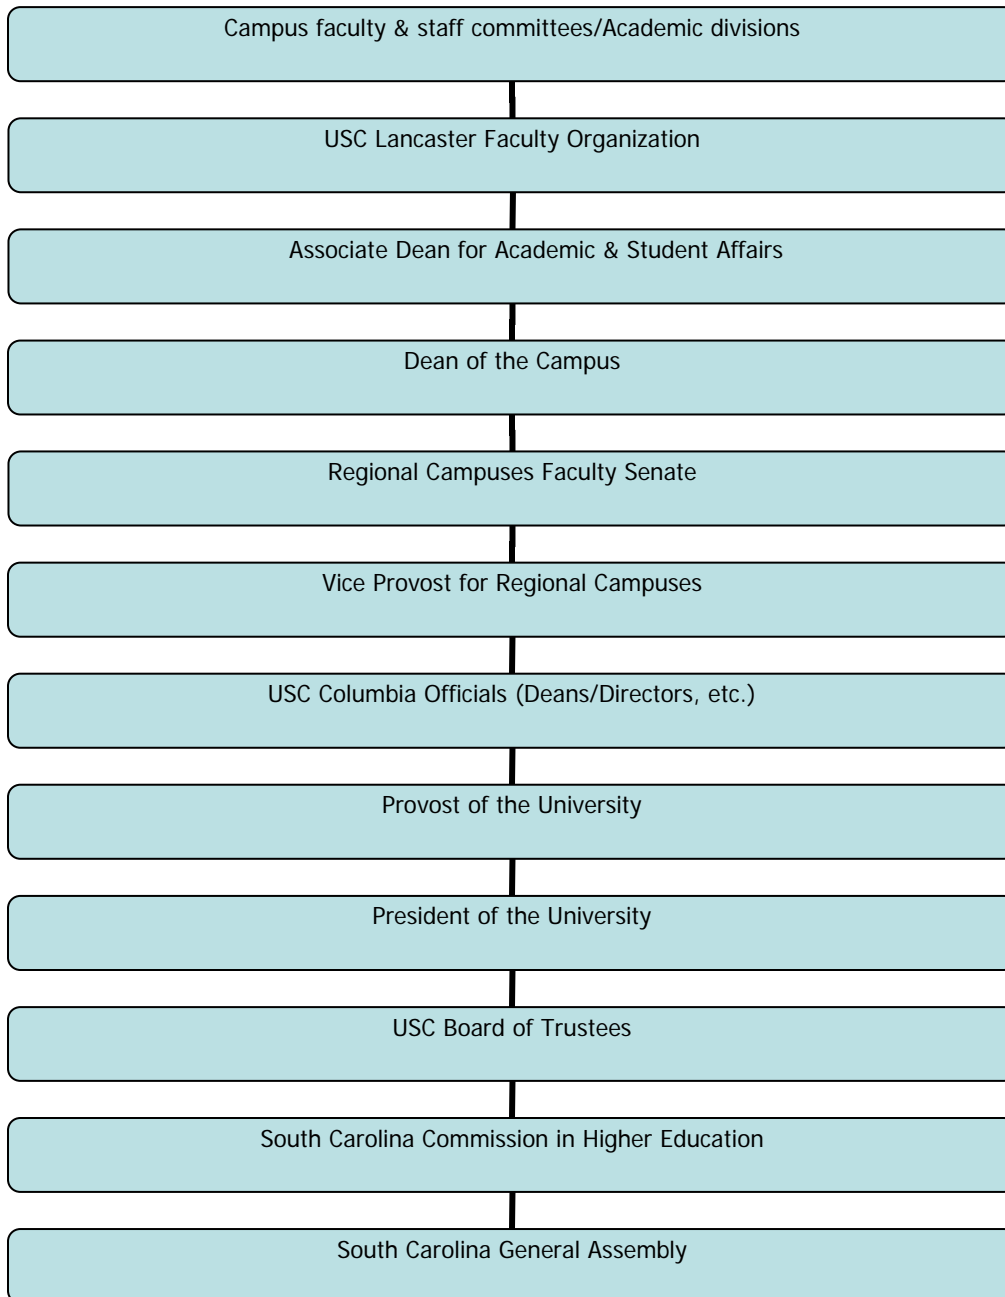 Campus faculty & staff committees/Academic divisions
USC Lancaster Faculty Organization
Associate Dean for Academic & Student Affairs
Dean of the Campus
Regional Campuses Faculty Senate
Vice Provost for Regional Campuses
USC Columbia Officials (Deans/Directors, etc.)
Provost of the University
President of the University
USC Board of Trustees
South Carolina Commission in Higher Education
South Carolina General Assembly